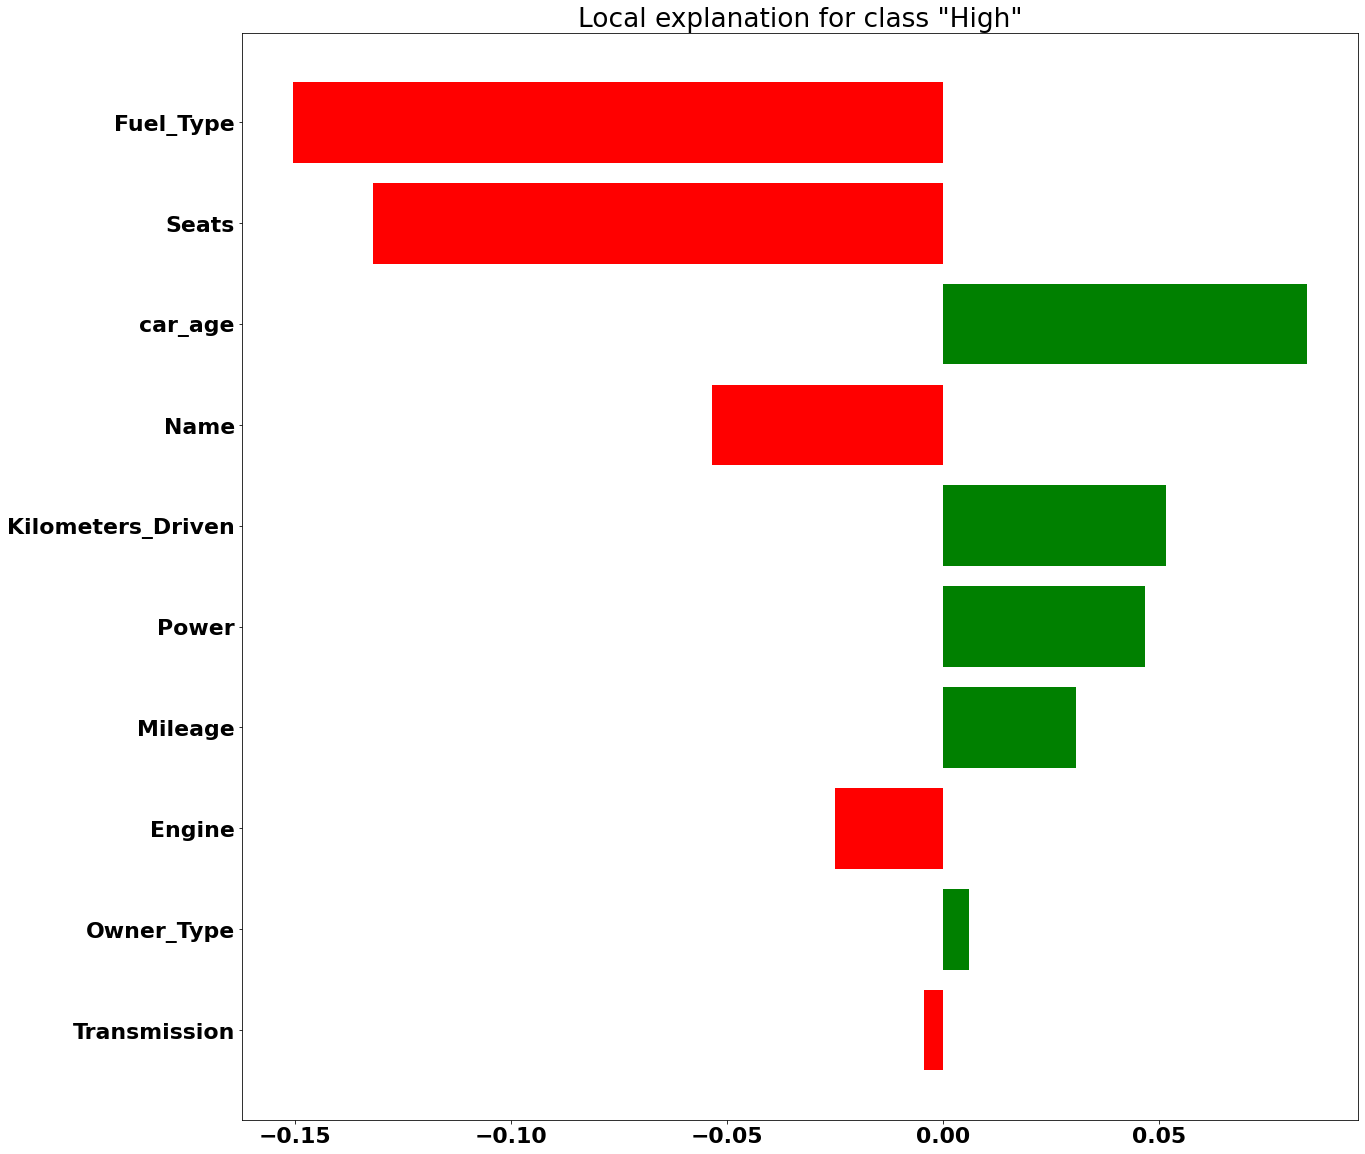 Local explanation for class "High"
Fuel_Type
Seats
car_age
Name
Kilometers_Driven
Power
Mileage
Engine
Owner_Type
Transmission
−0.15 −0.10 −0.05 0.00 0.05